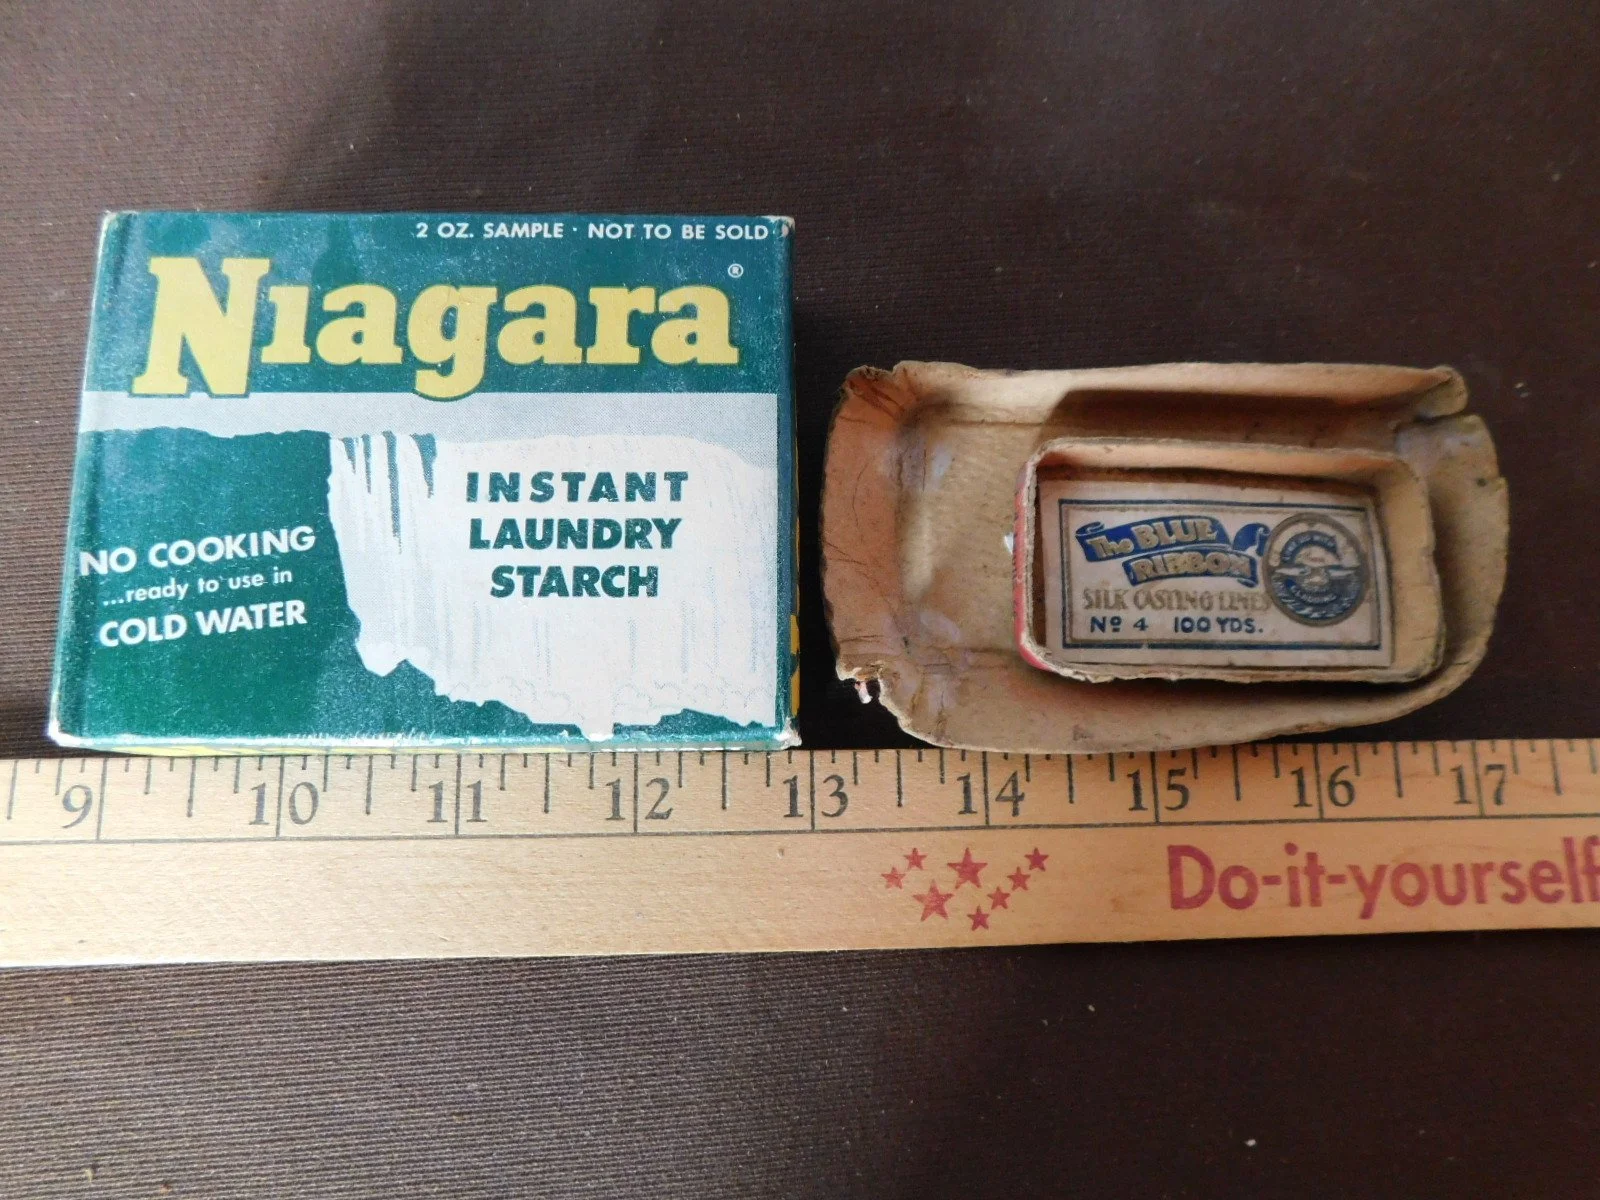 2 OZ. SAMPLE · NOT TO BE SOLD
Niagara®
INSTANT
LAUNDRY
STARCH
NO COOKING
...ready to use in
COLD WATER
The BLUE
RIBBON
SILK CASTING LINES
Nº 4 100 YDS.
9 10 11 12 13 14 15 16 17
Do-it-yourself